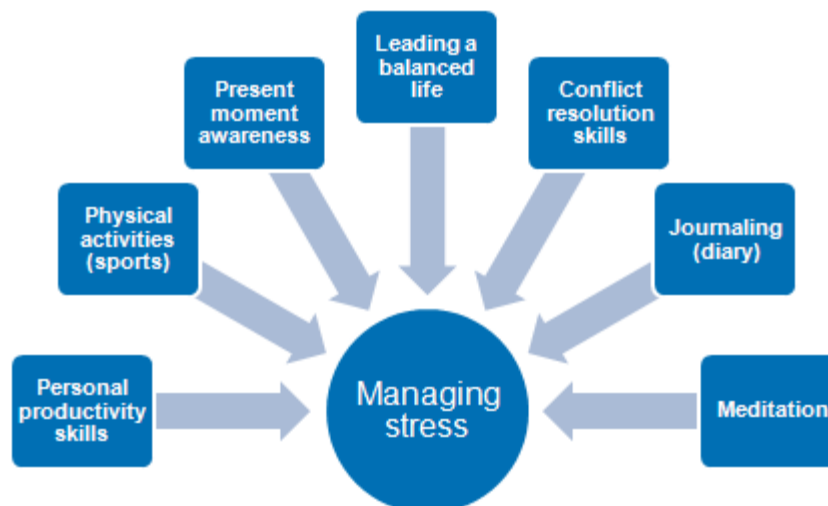 Leading a
balanced
life
Present
moment
awareness
Conflict
resolution
skills
Physical
activities
(sports)
Journaling
(diary)
Personal
productivity
skills
Managing
stress
Meditation